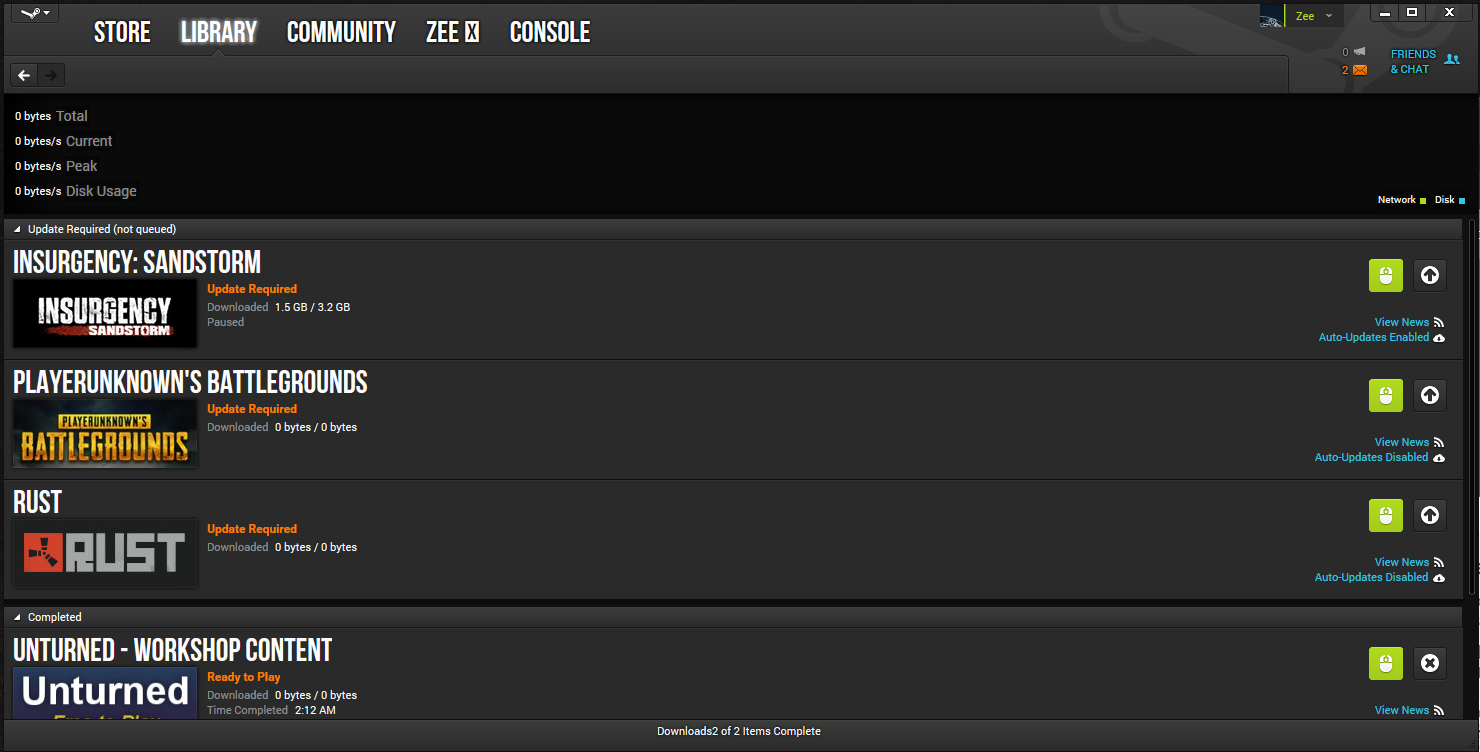 STORE LIBRARY COMMUNITY ZEE CONSOLE
Zee
0
2
FRIENDS
& CHAT
0 bytes Total
0 bytes/s Current
0 bytes/s Peak
0 bytes/s Disk Usage
Network Disk
Update Required (not queued)
INSURGENCY: SANDSTORM
INSURGENCY
SANDSTORM
Update Required
Downloaded 1.5 GB / 3.2 GB
Paused
View News
Auto-Updates Enabled
PLAYERUNKNOWN'S BATTLEGROUNDS
PLAYERUNKNOWN'S
BATTLEGROUNDS
Update Required
Downloaded 0 bytes / 0 bytes
View News
Auto-Updates Disabled
RUST
RUST
Update Required
Downloaded 0 bytes / 0 bytes
View News
Auto-Updates Disabled
Completed
UNTURNED - WORKSHOP CONTENT
Unturned
Free to Play
Ready to Play
Downloaded 0 bytes / 0 bytes
Time Completed 2:12 AM
View News
Downloads2 of 2 Items Complete